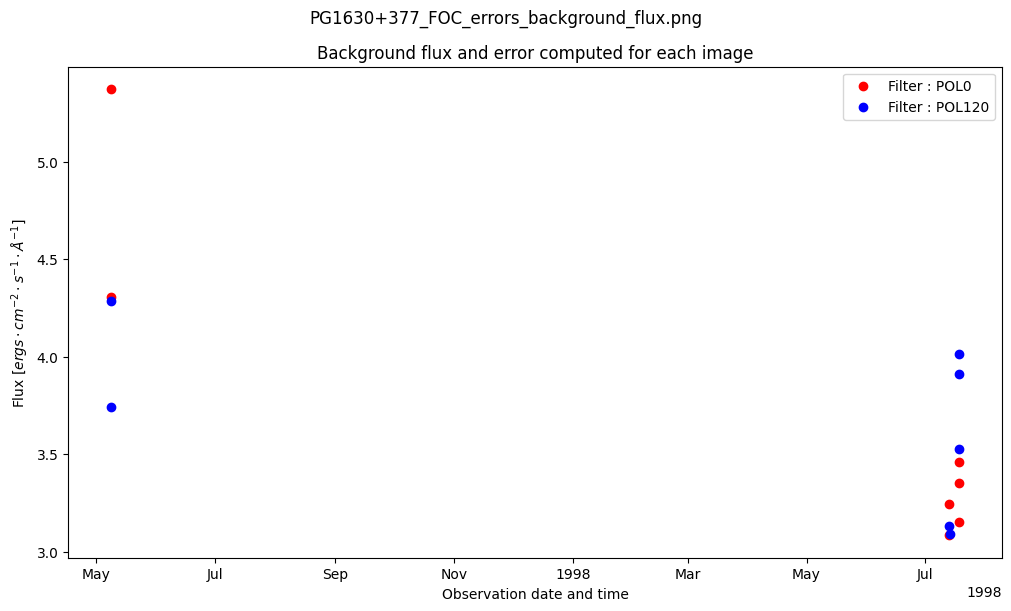 PG1630+377_FOC_errors_background_flux.png
Background flux and error computed for each image
Filter : POL0
Filter : POL120
Flux [ergs · cm⁻² · s⁻¹ · Å⁻¹]
5.0
4.5
4.0
3.5
3.0
May Jul Sep Nov 1998 Mar May Jul
1998
Observation date and time